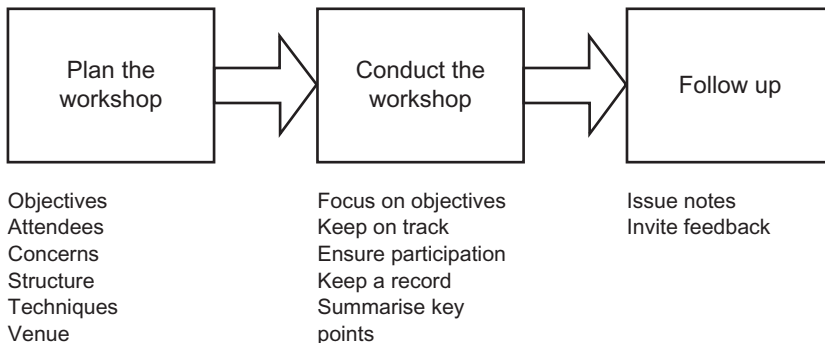 Plan the
workshop
Conduct the
workshop
Follow up
Objectives
Attendees
Concerns
Structure
Techniques
Venue
Focus on objectives
Keep on track
Ensure participation
Keep a record
Summarise key
points
Issue notes
Invite feedback